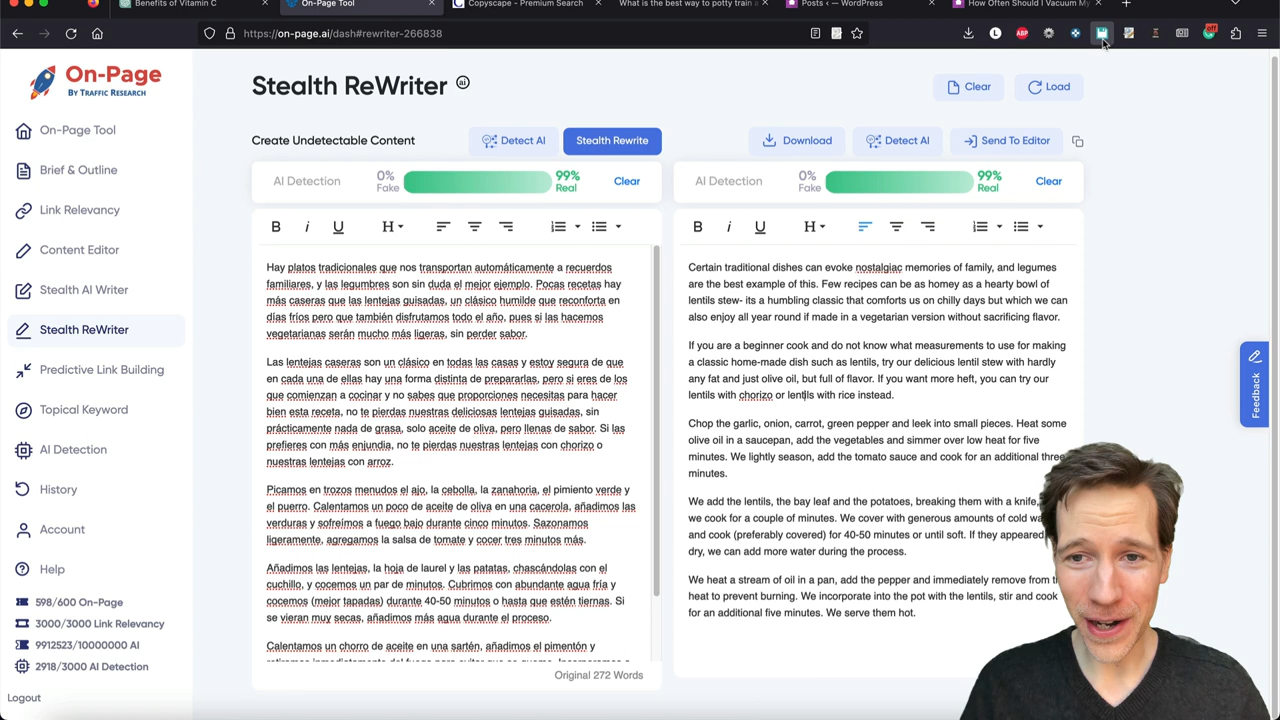 Benefits of Vitamin C
On-Page Tool
Copyscape - Premium Search
What is the best way to potty train a
Posts ‹ — WordPress
How Often Should I Vacuum My
https://on-page.ai/dash#rewriter-266838
L
ABP
off
On-Page
BY TRAFFIC RESEARCH
On-Page Tool
Brief & Outline
Link Relevancy
Content Editor
Stealth AI Writer
Stealth ReWriter
Predictive Link Building
Topical Keyword
AI Detection
History
Account
Help
598/600 On-Page
3000/3000 Link Relevancy
9912523/10000000 AI
2918/3000 AI Detection
Logout
Stealth ReWriter ai
Clear
Load
Create Undetectable Content
Detect AI
Stealth Rewrite
Download
Detect AI
Send To Editor
AI Detection
0%
Fake
99%
Real
Clear
AI Detection
0%
Fake
99%
Real
Clear
B i U H
B i U H
Hay platos tradicionales que nos transportan automáticamente a recuerdos
familiares, y las legumbres son sin duda el mejor ejemplo. Pocas recetas hay
más caseras que las lentejas guisadas, un clásico humilde que reconforta en
días fríos pero que también disfrutamos todo el año, pues si las hacemos
vegetarianas serán mucho más ligeras, sin perder sabor.
Las lentejas caseras son un clásico en todas las casas y estoy segura de que
en cada una de ellas hay una forma distinta de prepararlas, pero si eres de los
que comienzan a cocinar y no sabes que proporciones necesitas para hacer
bien esta receta, no te pierdas nuestras deliciosas lentejas guisadas, sin
prácticamente nada de grasa, solo aceite de oliva, pero llenas de sabor. Si las
prefieres con más enjundia, no te pierdas nuestras lentejas con chorizo o
nuestras lentejas con arroz.
Picamos en trozos menudos el ajo, la cebolla, la zanahoria, el pimiento verde y
el puerro. Calentamos un poco de aceite de oliva en una cacerola, añadimos las
verduras y sofreímos a fuego bajo durante cinco minutos. Sazonamos
ligeramente, agregamos la salsa de tomate y cocer tres minutos más.
Añadimos las lentejas, la hoja de laurel y las patatas, chascándolas con el
cuchillo, y cocemos un par de minutos. Cubrimos con abundante agua fría y
cocemos (mejor tapadas) durante 40-50 minutos o hasta que estén tiernas. Si
se vieran muy secas, añadimos más agua durante el proceso.
Calentamos un chorro de aceite en una sartén, añadimos el pimentón y
Original 272 Words
Certain traditional dishes can evoke nostalgiac memories of family, and legumes
are the best example of this. Few recipes can be as homey as a hearty bowl of
lentils stew- its a humbling classic that comforts us on chilly days but which we can
also enjoy all year round if made in a vegetarian version without sacrificing flavor.
If you are a beginner cook and do not know what measurements to use for making
a classic home-made dish such as lentils, try our delicious lentil stew with hardly
any fat and just olive oil, but full of flavor. If you want more heft, you can try our
lentils with chorizo or lentils with rice instead.
Chop the garlic, onion, carrot, green pepper and leek into small pieces. Heat some
olive oil in a saucepan, add the vegetables and simmer over low heat for five
minutes. We lightly season, add the tomato sauce and cook for an additional three
minutes.
We add the lentils, the bay leaf and the potatoes, breaking them with a knife,
we cook for a couple of minutes. We cover with generous amounts of cold
and cook (preferably covered) for 40-50 minutes or until soft. If they appeared
dry, we can add more water during the process.
We heat a stream of oil in a pan, add the pepper and immediately remove from
heat to prevent burning. We incorporate into the pot with the lentils, stir and cook
for an additional five minutes. We serve them hot.
Feedback